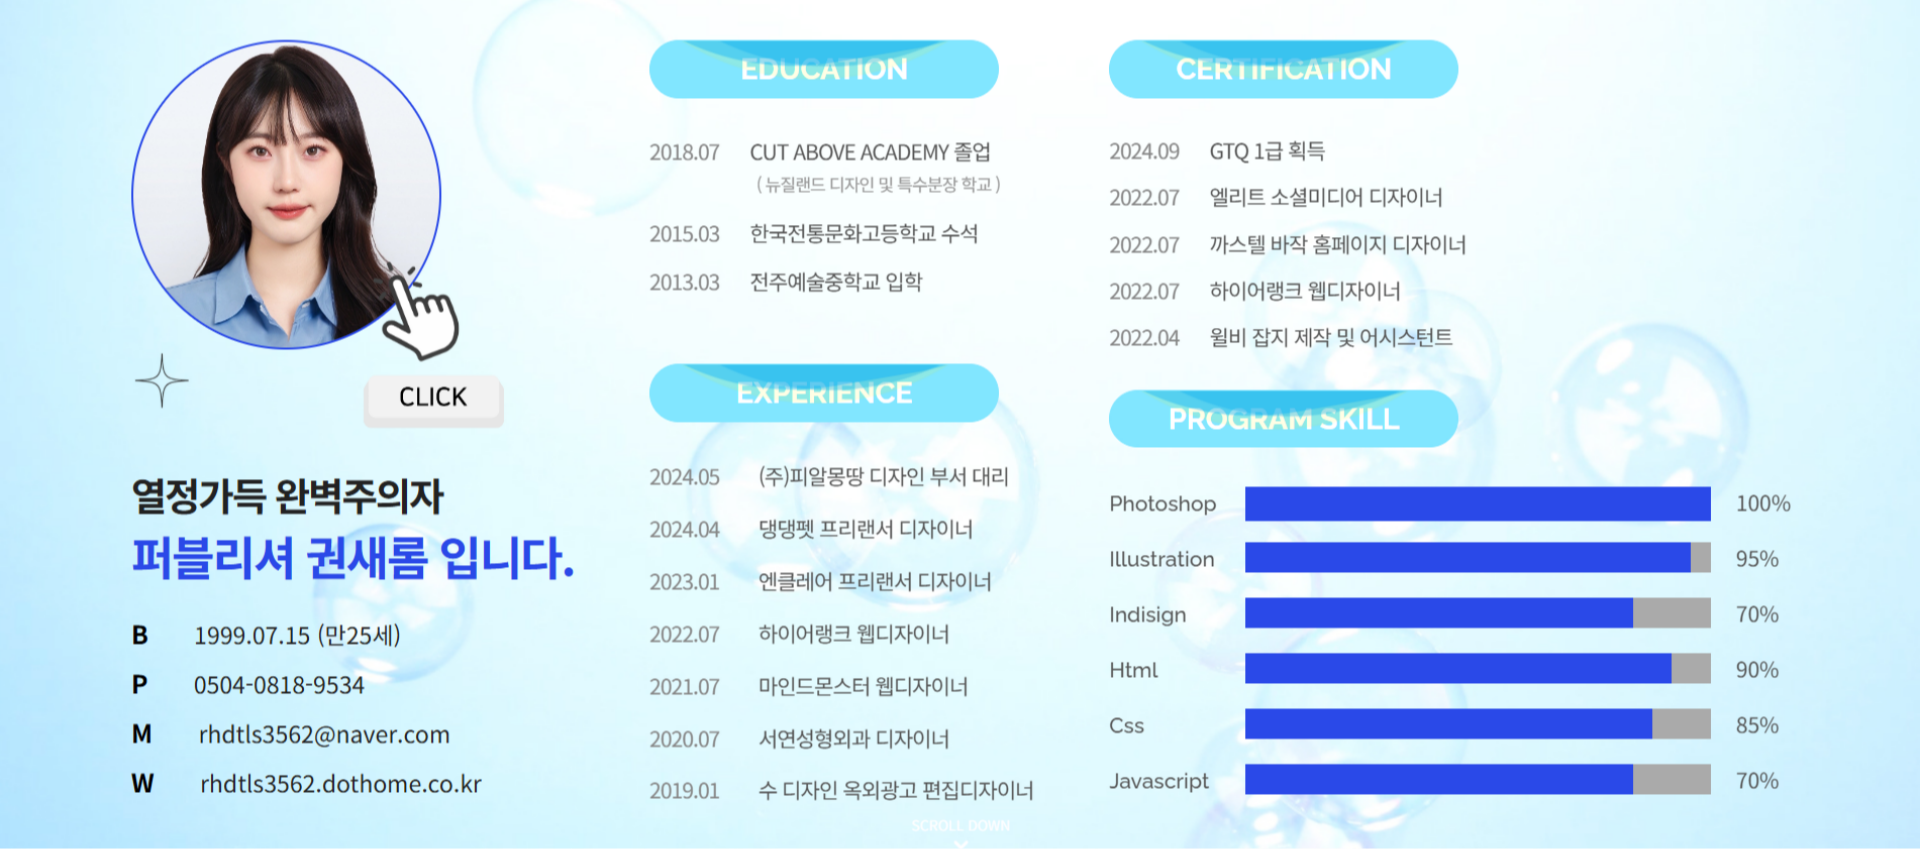 CLICK
열정가득 완벽주의자
퍼블리셔 권새롬 입니다.
B 1999.07.15 (만25세)
P 0504-0818-9534
M rhdtls3562@naver.com
W rhdtls3562.dothome.co.kr
EDUCATION
2018.07 CUT ABOVE ACADEMY 졸업
( 뉴질랜드 디자인 및 특수분장 학교 )
2015.03 한국전통문화고등학교 수석
2013.03 전주예술중학교 입학
EXPERIENCE
2024.05 (주)피알몽땅 디자인 부서 대리
2024.04 댕댕펫 프리랜서 디자이너
2023.01 엔클레어 프리랜서 디자이너
2022.07 하이어랭크 웹디자이너
2021.07 마인드몬스터 웹디자이너
2020.07 서연성형외과 디자이너
2019.01 수 디자인 옥외광고 편집디자이너
CERTIFICATION
2024.09 GTQ 1급 획득
2022.07 엘리트 소셜미디어 디자이너
2022.07 까스텔 바작 홈페이지 디자이너
2022.07 하이어랭크 웹디자이너
2022.04 윌비 잡지 제작 및 어시스턴트
PROGRAM SKILL
Photoshop 100%
Illustration 95%
Indisign 70%
Html 90%
Css 85%
Javascript 70%
SCROLL DOWN